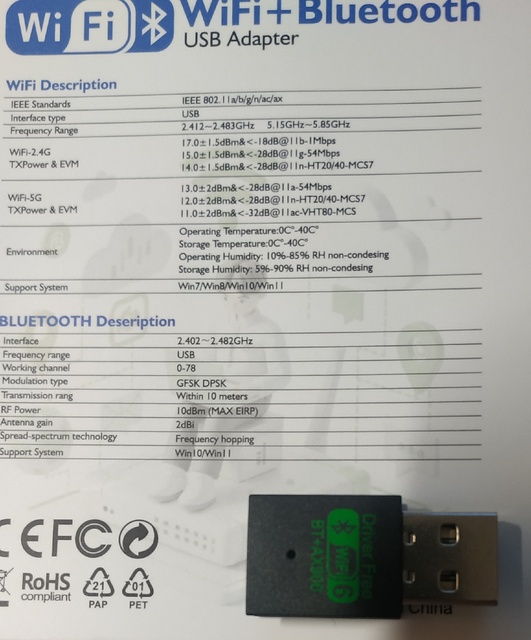 WiFi
WiFi+Bluetooth
USB Adapter
WiFi Description
IEEE Standards IEEE 802.11a/b/g/n/ac/ax
Interface type USB
Frequency Range 2.412~2.483GHz 5.15GHz~5.85GHz
WiFi-2.4G
TXPower & EVM
17.0±1.5dBm&<-18dB@11b-1Mbps
15.0±1.5dBm&<-28dB@11g-54Mbps
14.0±1.5dBm&<-28dB@11n-HT20/40-MCS7
WiFi-5G
TXPower & EVM
13.0±2dBm&<-28dB@11a-54Mbps
12.0±2dBm&<-28dB@11n-HT20/40-MCS7
11.0±2dBm&<-32dB@11ac-VHT80-MCS
Environment
Operating Temperature:0C°-40C°
Storage Temperature:0C°-40C°
Operating Humidity: 10%-85% RH non-condesing
Storage Humidity: 5%-90% RH non-condesing
Support System Win7/Win8/Win10/Win11
BLUETOOTH Deseription
Interface 2.402~2.482GHz
Frequency range USB
Working channel 0-78
Modulation type GFSK DPSK
Transmission rang Within 10 meters
RF Power 10dBm (MAX EIRP)
Antenna gain 2dBi
Spread-spectrum technology Frequency hopping
Support System Win10/Win11
CE FC
RoHS
compliant
21
PAP
01
PET
Driver Free
WiFi 6
BT+AX900
China